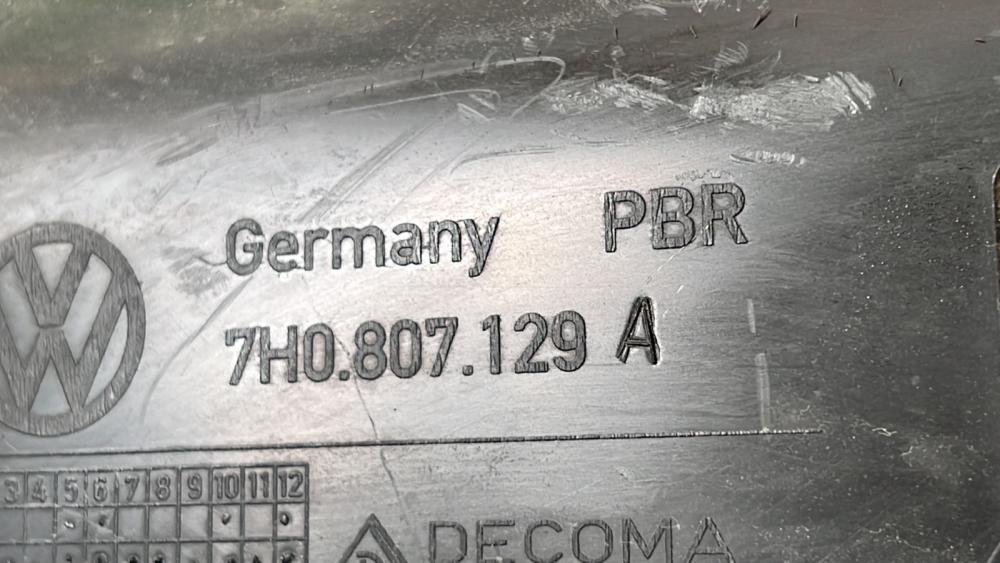 Germany PBR
7H0.807.129 A
3 4 5 6 7 8 9 10 11 12
DECOMA